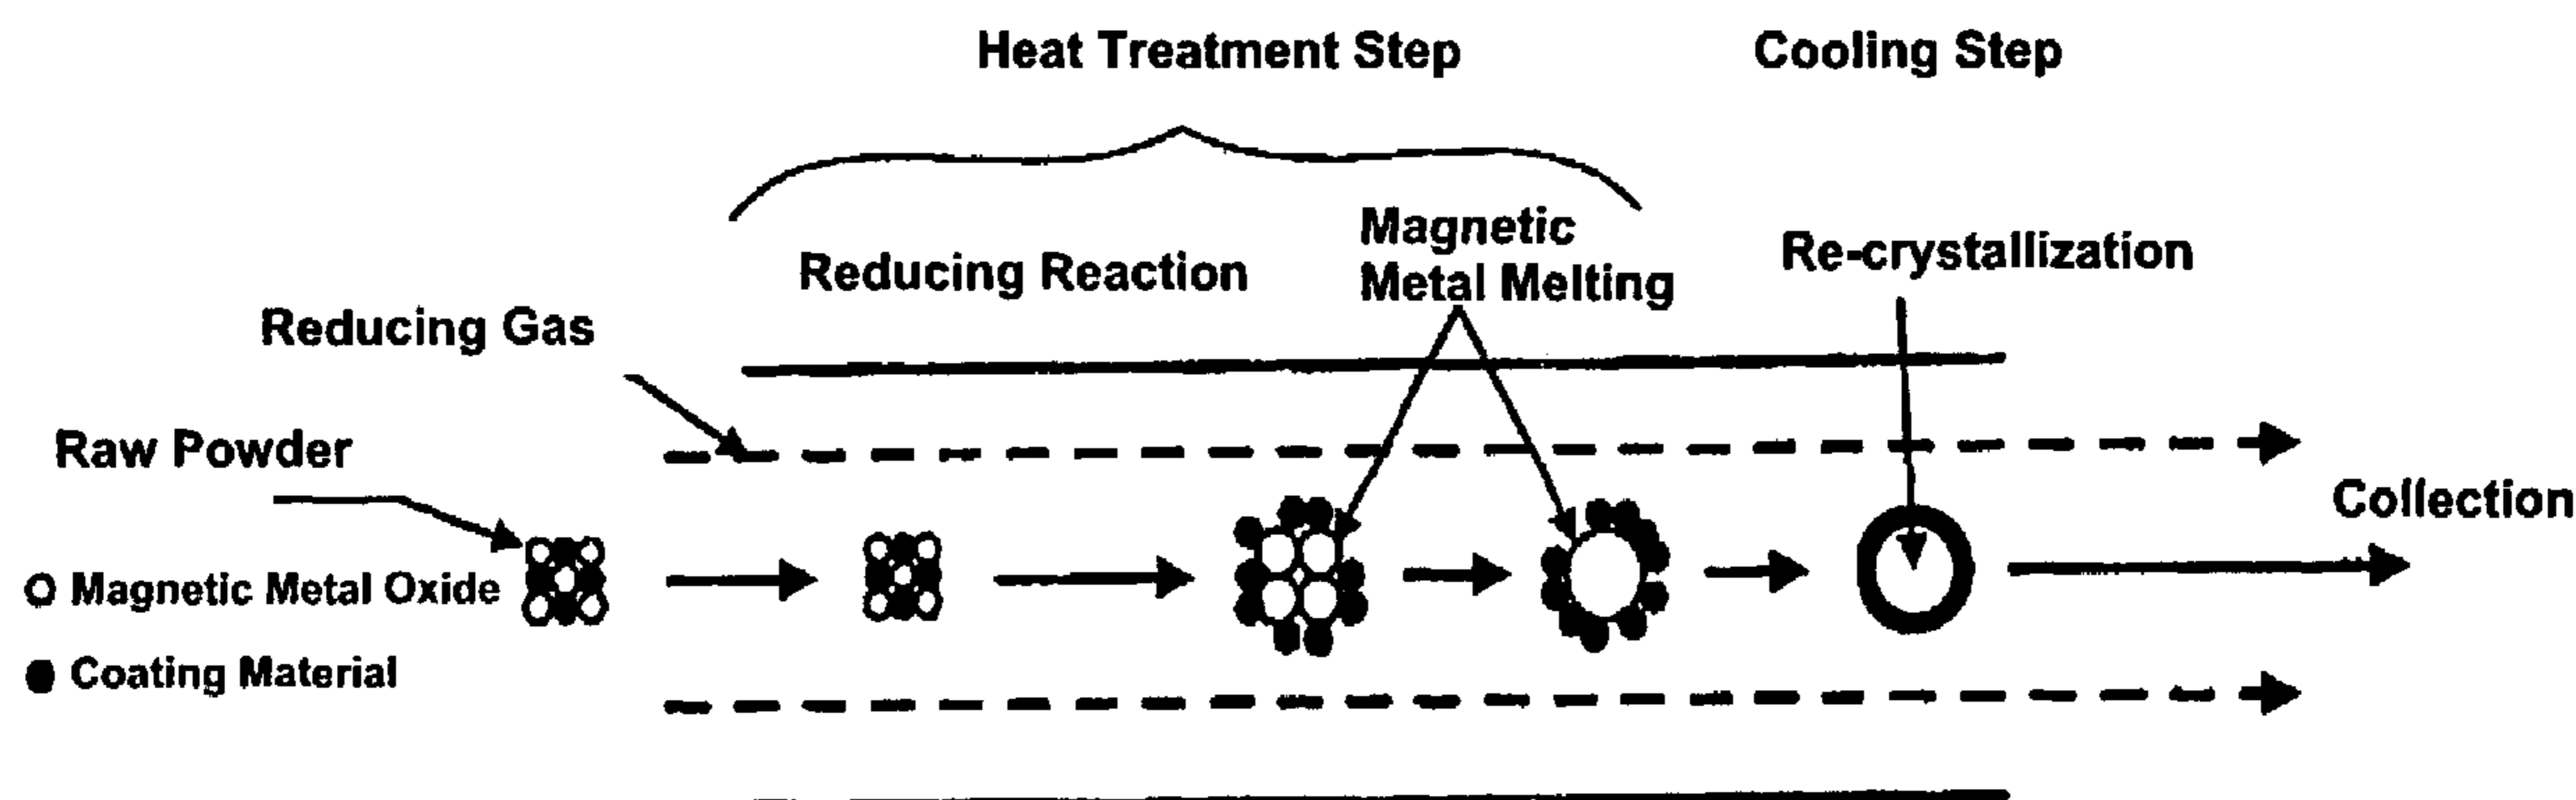 Heat Treatment Step
Cooling Step
Magnetic
Metal Melting
Re-crystallization
Reducing Reaction
Reducing Gas
Raw Powder
Collection
Magnetic Metal Oxide
Coating Material